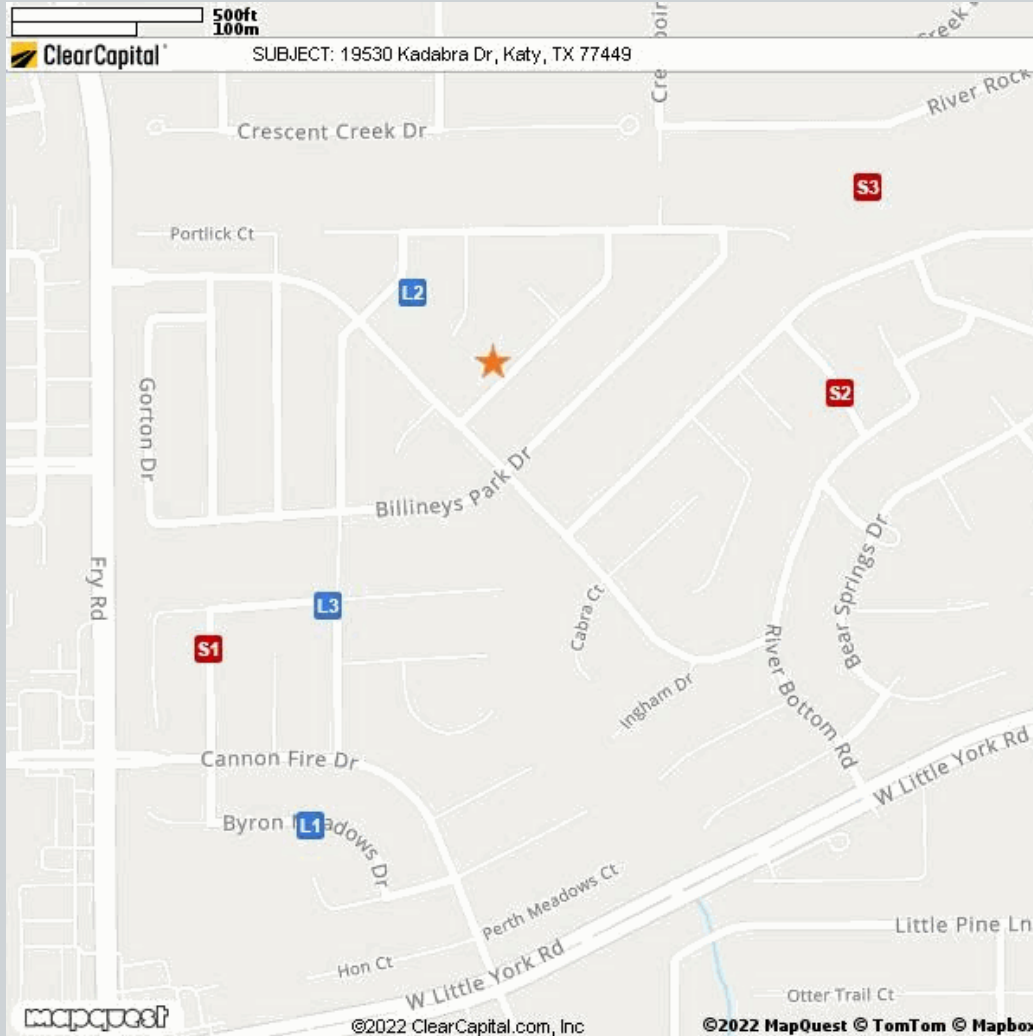 500ft
100m
ClearCapital
SUBJECT: 19530 Kadabra Dr, Katy, TX 77449
River Rock
Crescent Creek Dr
S3
Portlick Ct
L2
S2
Gorton Dr
Billineys Park Dr
Fry Rd
Bear Springs Dr
L3
Cabra Ct
S1
River Bottom Rd
Ingham Dr
Cannon Fire Dr
W Little York Rd
Byron Meadows Dr
L1
Perth Meadows Ct
Little Pine Ln
Hon Ct
W Little York Rd
Otter Trail Ct
mapquest
©2022 ClearCapital.com, Inc
©2022 MapQuest © TomTom © Mapbox